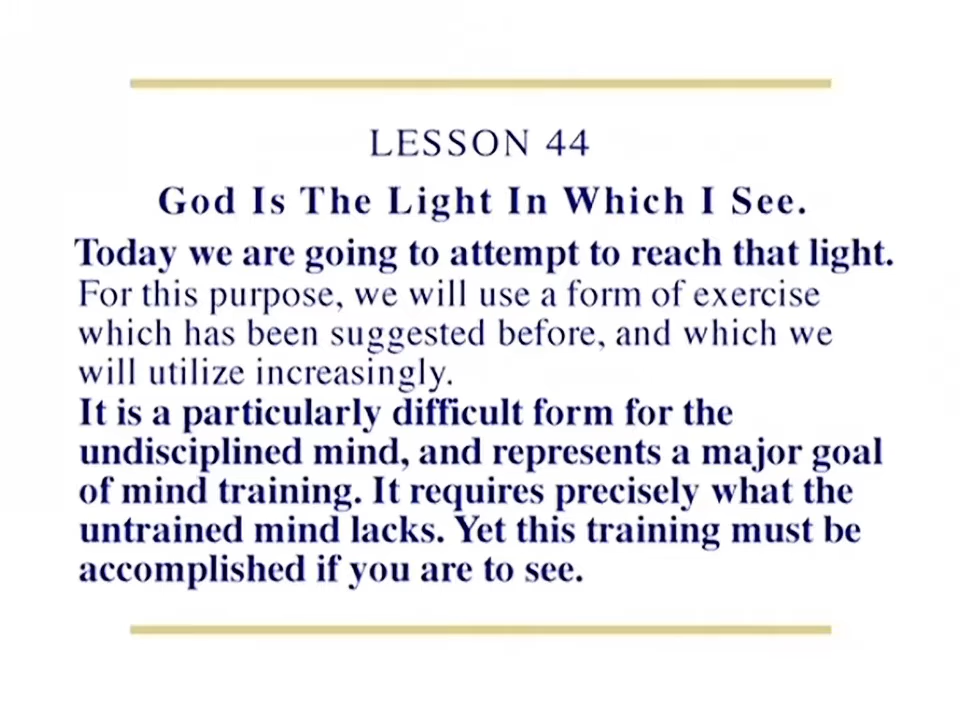 LESSON 44
God Is The Light In Which I See.
Today we are going to attempt to reach that light.
For this purpose, we will use a form of exercise
which has been suggested before, and which we
will utilize increasingly.
It is a particularly difficult form for the
undisciplined mind, and represents a major goal
of mind training. It requires precisely what the
untrained mind lacks. Yet this training must be
accomplished if you are to see.